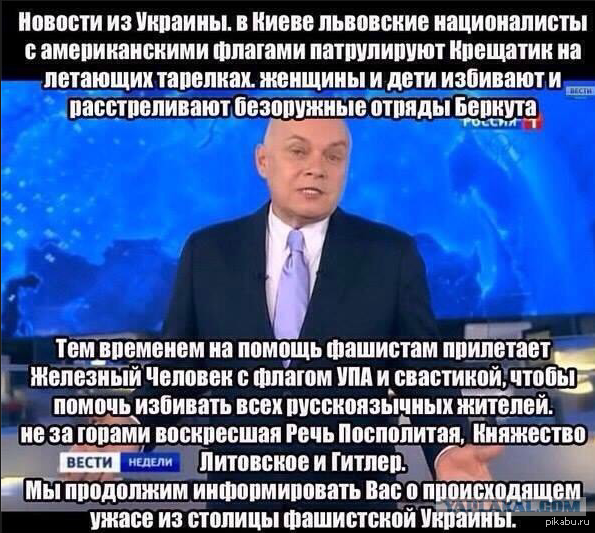 Новости из Украины. в Киеве львовские националисты
с американскими флагами патрулируют Крещатик на
летающих тарелках. женщины и дети избивают и
расстреливают безоружные отряды Беркута
ВЕСТИ
РОССИЯ 1
Тем временем на помощь фашистам прилетает
Железный Человек с флагом УПА и свастикой, чтобы
помочь избивать всех русскоязычных жителей.
не за горами воскресшая Речь Посполитая, Княжество
ВЕСТИ НЕДЕЛИ Литовское и Гитлер.
Мы продолжим информировать Вас о происходящем
ужасе из столицы фашистской Украины.
YAPLAKAL.COM
pikabu.ru